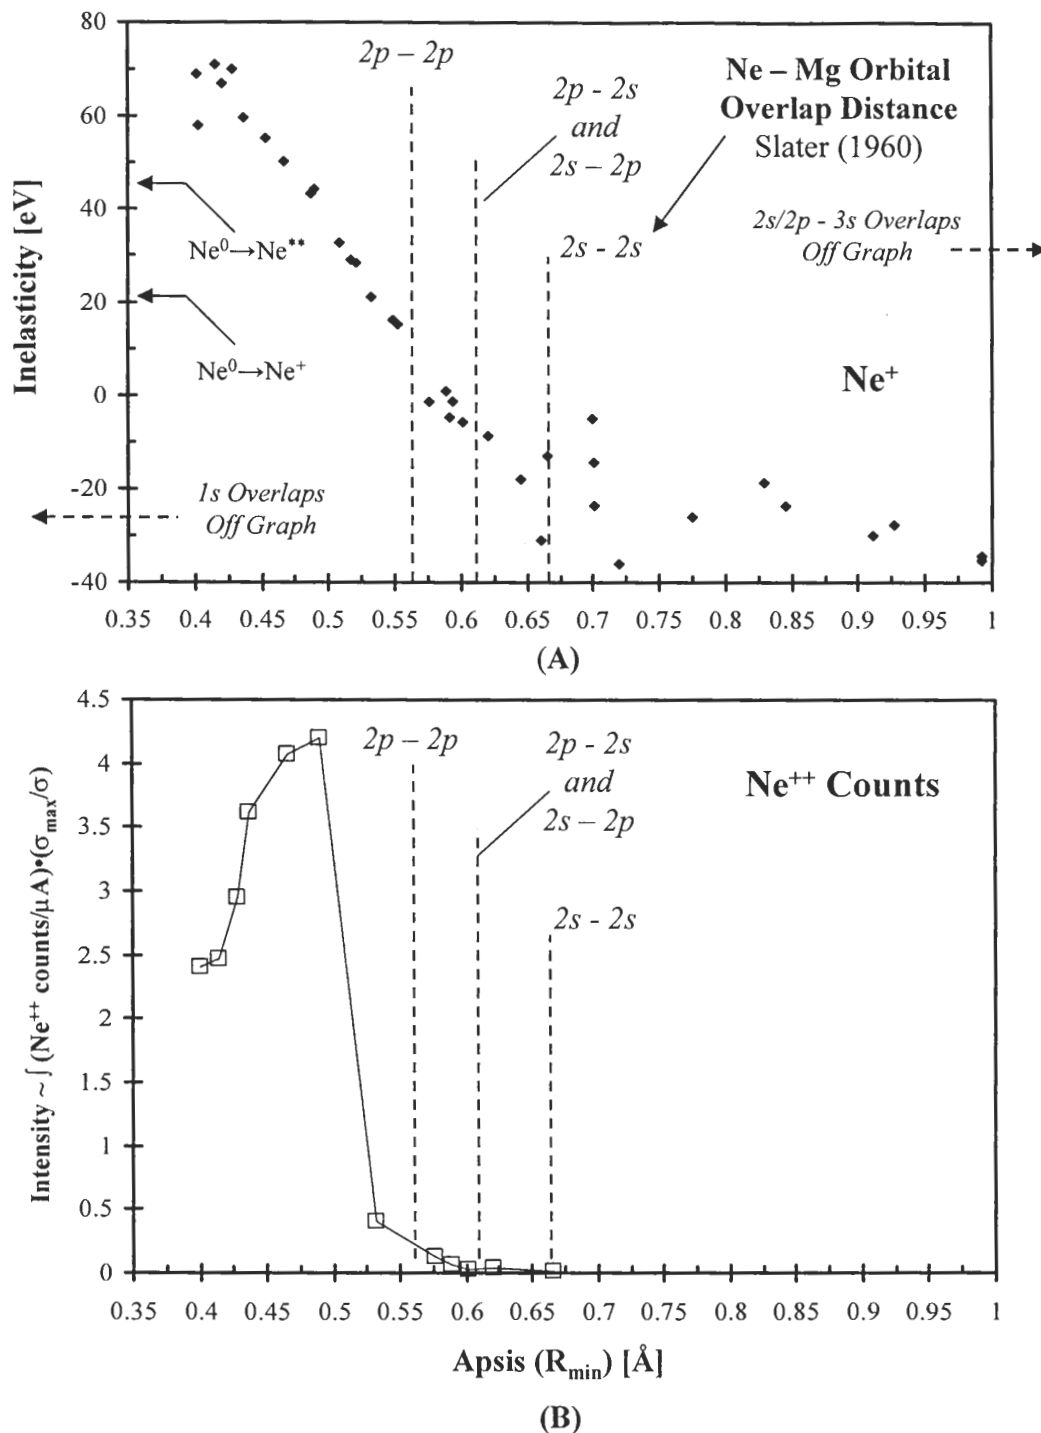 80
60
40
20
0
-20
-40
Inelasticity [eV]
2p – 2p
2p - 2s
and
2s – 2p
2s - 2s
Ne – Mg Orbital
Overlap Distance
Slater (1960)
2s/2p - 3s Overlaps
Off Graph
Ne⁰→Ne**
Ne⁰→Ne⁺
Ne⁺
1s Overlaps
Off Graph
0.35 0.4 0.45 0.5 0.55 0.6 0.65 0.7 0.75 0.8 0.85 0.9 0.95 1
(A)
4.5
4
3.5
3
2.5
2
1.5
1
0.5
0
Intensity ~ ∫ (Ne⁺⁺ counts/μA)•(σmax/σ)
2p – 2p
2p - 2s
and
2s – 2p
2s - 2s
Ne⁺⁺ Counts
0.35 0.4 0.45 0.5 0.55 0.6 0.65 0.7 0.75 0.8 0.85 0.9 0.95 1
Apsis (Rmin) [Å]
(B)